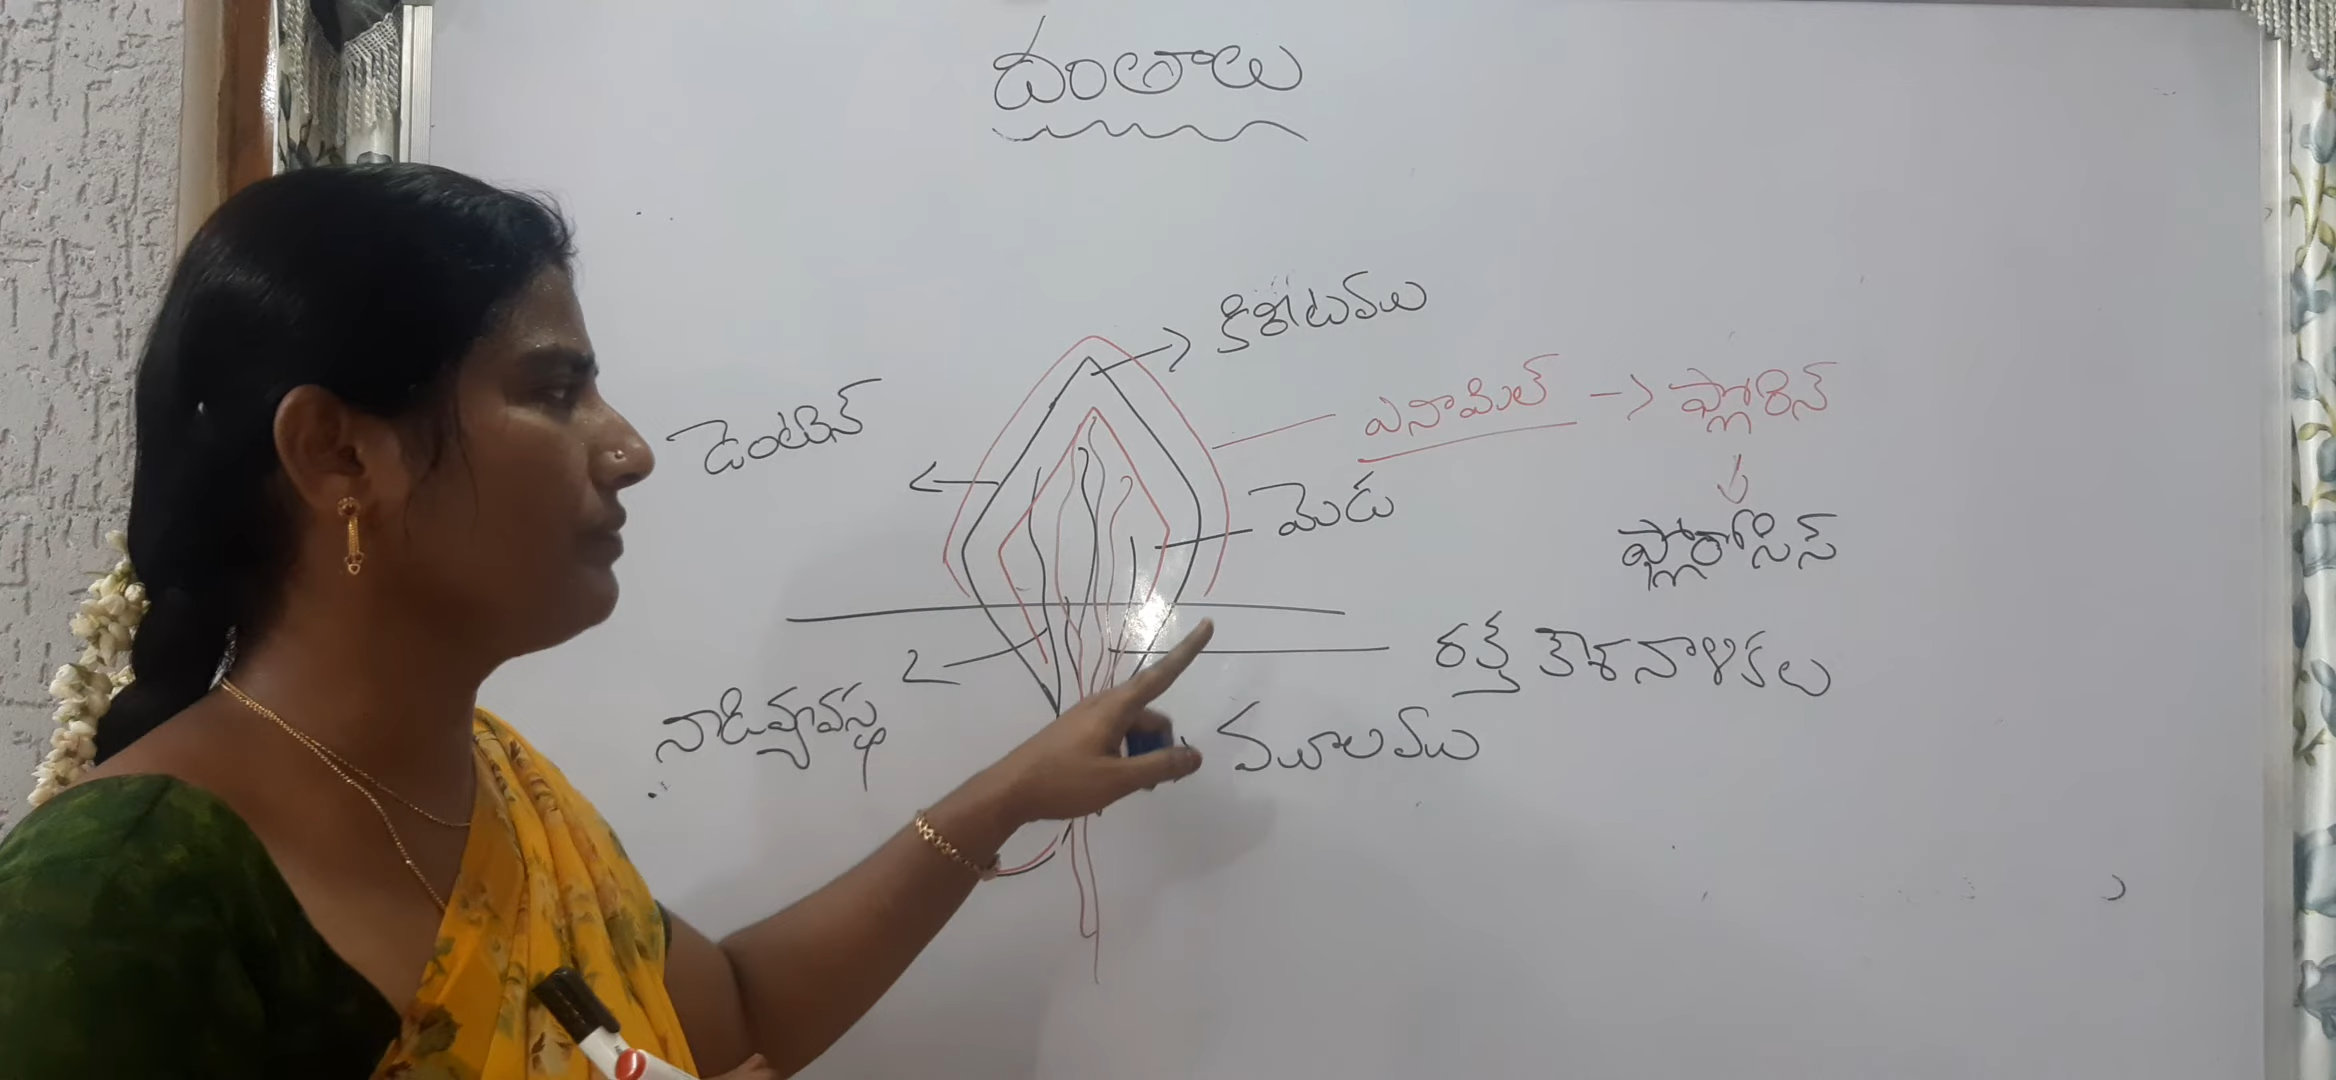 దంతాలు
కిరీటము
ఎనామిల్ -> ఫ్లోరిన్
డెంటీన్
మెడు
ఫ్లోరోసిస్
రక్త కేశనాళికలు
నాడివ్యవస్థ
మూలము